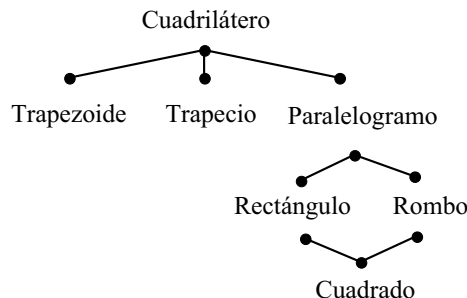 Cuadrilátero
Trapezoide Trapecio Paralelogramo
Rectángulo Rombo
Cuadrado